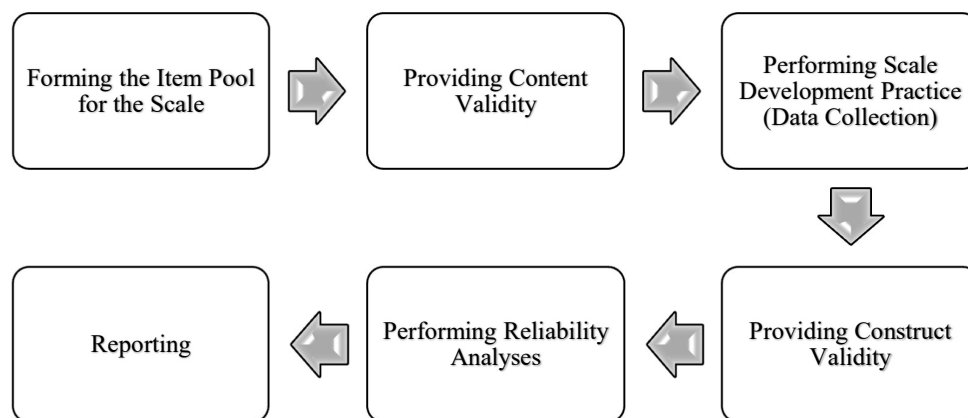 Forming the Item Pool
for the Scale
Providing Content
Validity
Performing Scale
Development Practice
(Data Collection)
Providing Construct
Validity
Performing Reliability
Analyses
Reporting